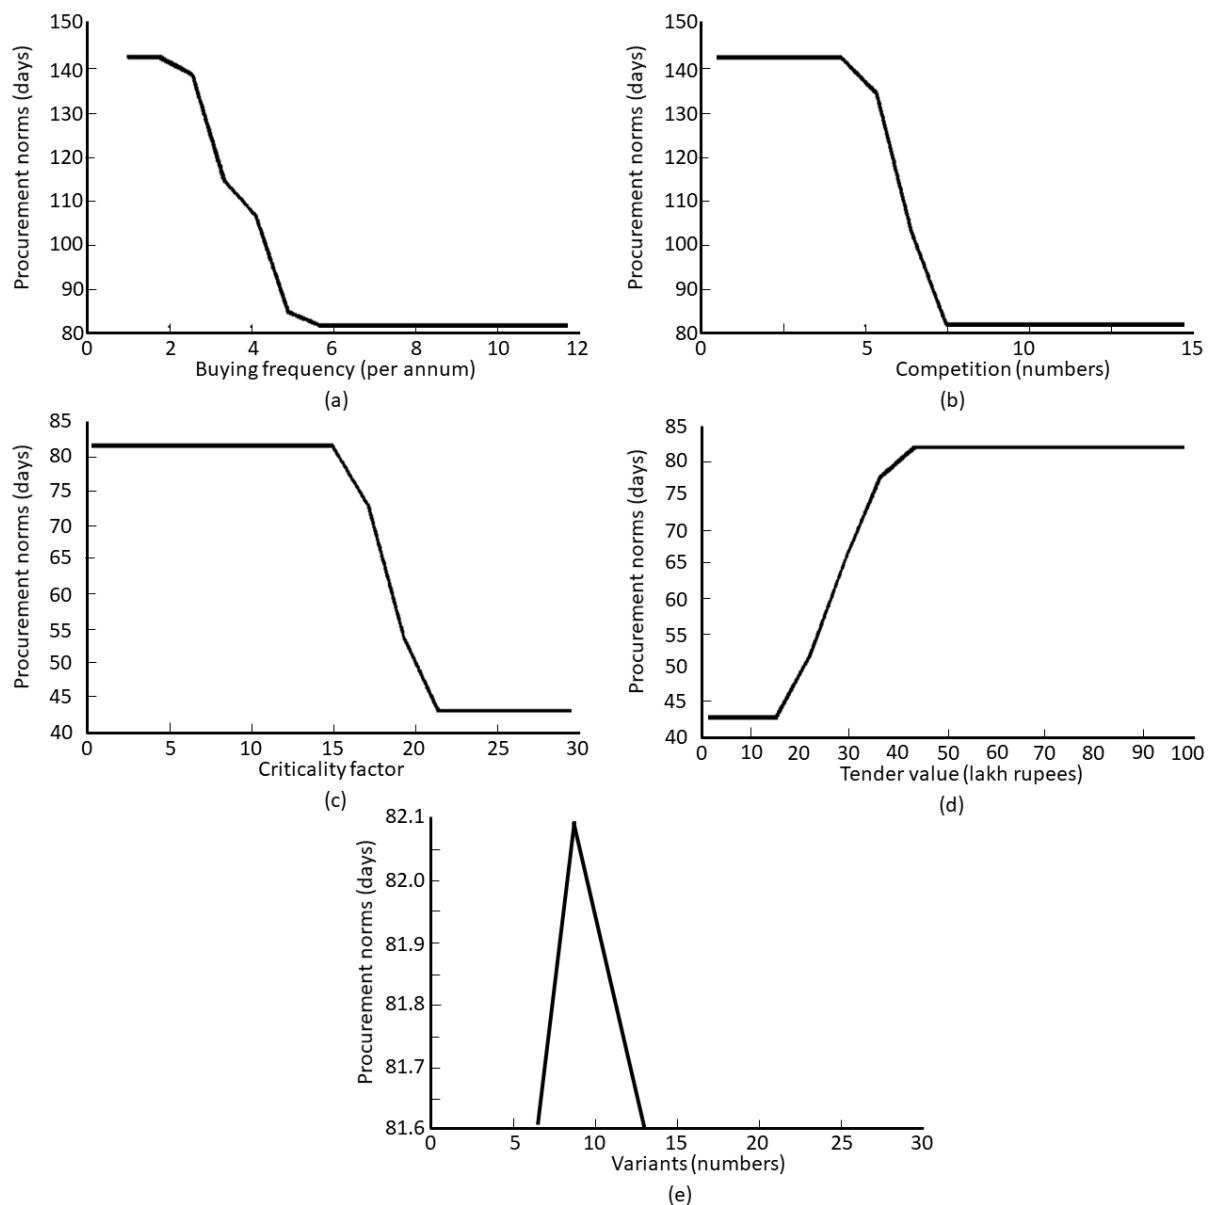 150
140
130
120
110
100
90
80
Procurement norms (days)
0 2 4 6 8 10 12
Buying frequency (per annum)
(a)
150
140
130
120
110
100
90
80
Procurement norms (days)
0 5 10 15
Competition (numbers)
(b)
85
80
75
70
65
60
55
50
45
40
Procurement norms (days)
0 5 10 15 20 25 30
Criticality factor
(c)
85
80
75
70
65
60
55
50
45
40
Procurement norms (days)
0 10 20 30 40 50 60 70 80 90 100
Tender value (lakh rupees)
(d)
82.1
82.0
81.9
81.8
81.7
81.6
Procurement norms (days)
0 5 10 15 20 25 30
Variants (numbers)
(e)